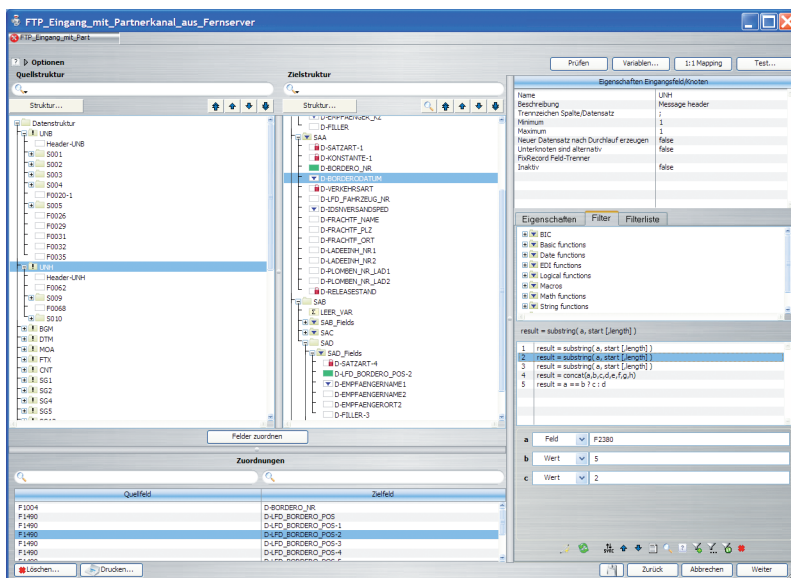 FTP_Eingang_mit_Partnerkanal_aus_Fernserver
FTP_Eingang_mit_Part
? Optionen
Prüfen
Variablen...
1:1 Mapping
Test...
Quellstruktur
Struktur...
Datenstruktur
UNB
Header-UNB
S001
S002
S003
S004
F0020-1
S005
F0026
F0029
F0031
F0032
F0035
UNH
Header-UNH
F0062
S009
F0068
S010
BGM
DTM
MOA
FTX
CNT
SG1
SG2
SG4
SG5
Zielstruktur
Struktur...
D-EMPFAENGER_KZ
D-FILLER
SAA
D-SATZART-1
D-KONSTANTE-1
D-BORDERO_NR
D-BORDERODATUM
D-VERKEHRSART
D-LFD_FAHRZEUG_NR
D-IDSNVERSANDSPED
D-FRACHTF_NAME
D-FRACHTF_PLZ
D-FRACHTF_ORT
D-LADEEINH_NR1
D-LADEEINH_NR2
D-PLOMBEN_NR_LAD1
D-PLOMBEN_NR_LAD2
D-RELEASESTAND
SAB
Σ LEER_VAR
SAB_Fields
SAC
SAD
SAD_Fields
D-SATZART-4
D-LFD_BORDERO_POS-2
D-EMPFAENGERNAME1
D-EMPFAENGERNAME2
D-EMPFAENGERORT2
D-FILLER-3
Felder zuordnen
Zuordnungen
Quellfeld Zielfeld
F1004 D-BORDERO_NR
F1490 D-LFD_BORDERO_POS
F1490 D-LFD_BORDERO_POS-1
F1490 D-LFD_BORDERO_POS-2
F1490 D-LFD_BORDERO_POS-3
F1490 D-LFD_BORDERO_POS-4
F1490 D-LFD_BORDERO_POS-5
Löschen...
Drucken...
Eigenschaften Eingangsfeld/Knoten
Name UNH
Beschreibung Message header
Trennzeichen Spalte/Datensatz ;
Minimum 1
Maximum 1
Neuer Datensatz nach Durchlauf erzeugen false
Unterknoten sind alternativ false
FixRecord Feld-Trenner
Inaktiv false
Eigenschaften
Filter
Filterliste
BIC
Basic functions
Date functions
EDI functions
Logical functions
Macros
Math functions
String functions
result = substring( a, start [,length] )
1 result = substring( a, start [,length] )
2 result = substring( a, start [,length] )
3 result = substring( a, start [,length] )
4 result = concat(a,b,c,d,e,f,g,h)
5 result = a == b ? c : d
a Feld F2380
b Wert 5
c Wert 2
SYNC
?
Zurück
Abbrechen
Weiter